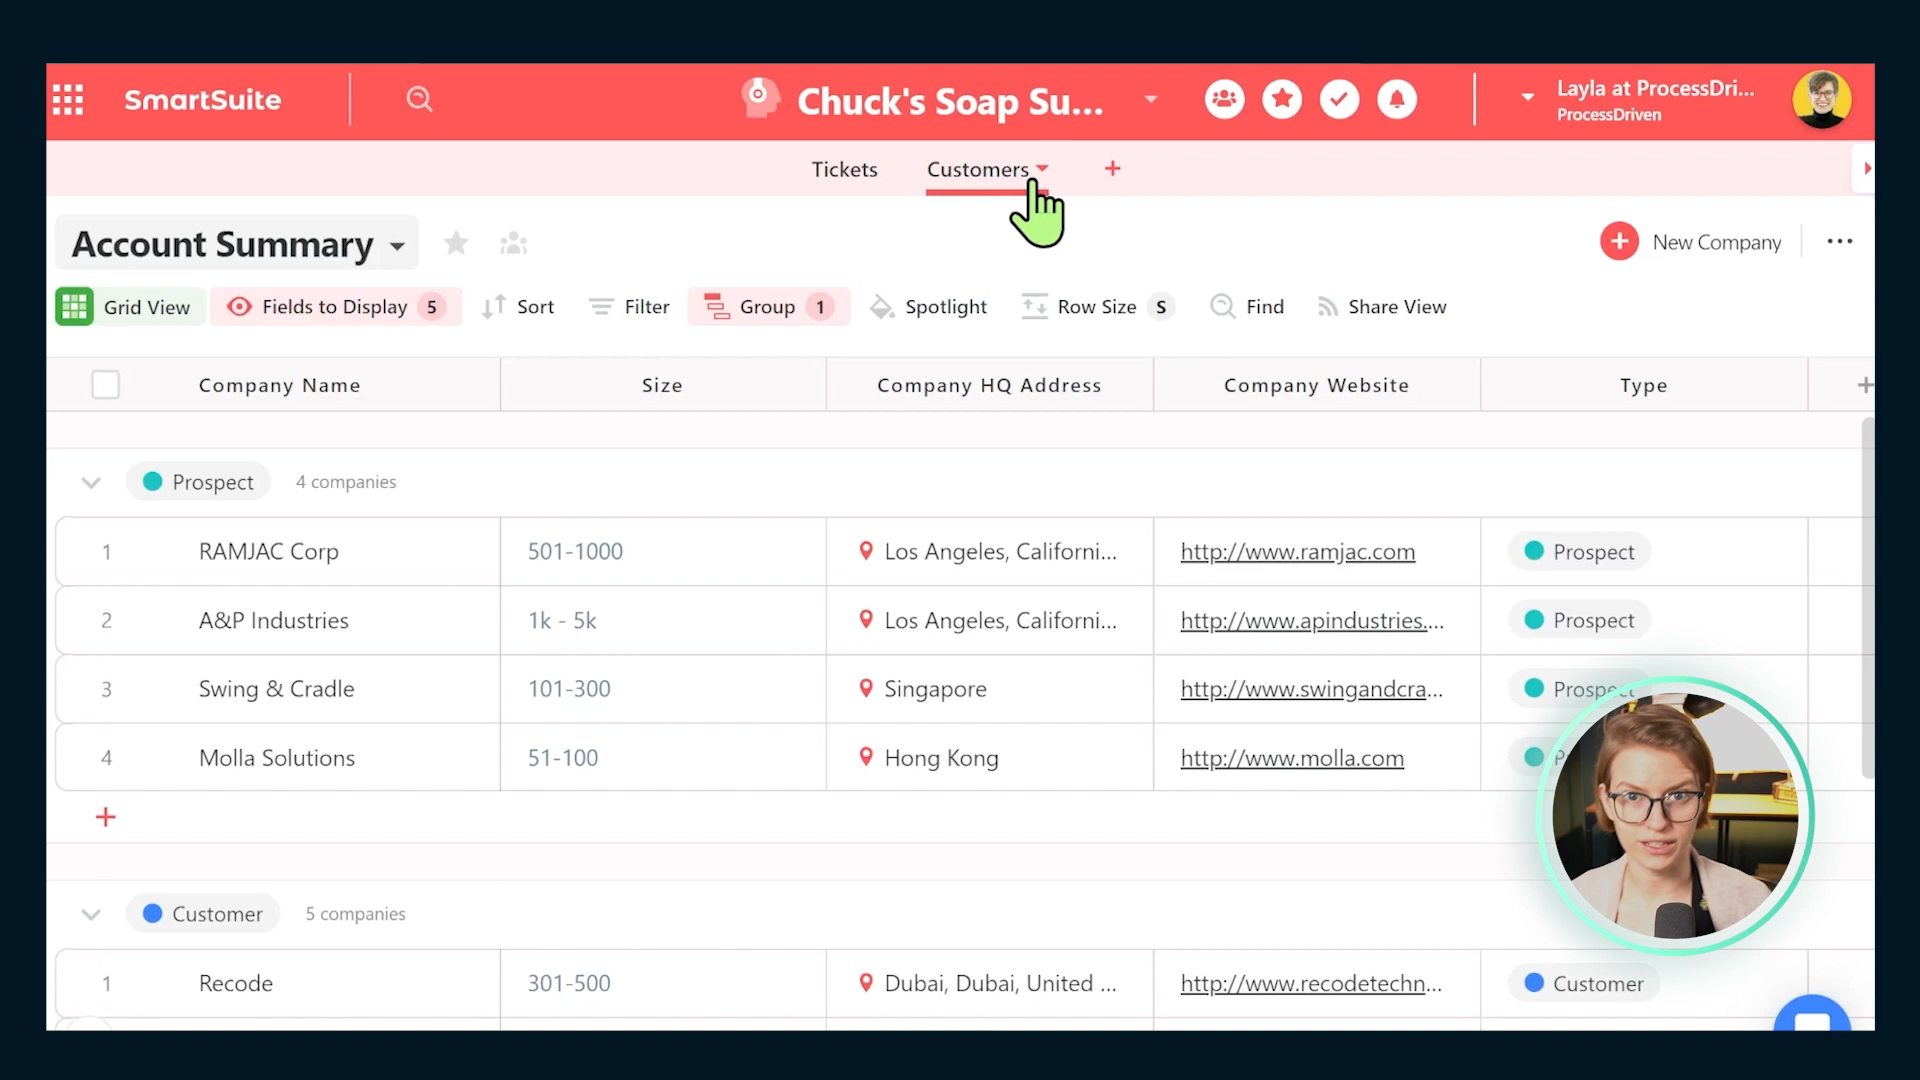 SmartSuite
Chuck's Soap Su...
Layla at ProcessDri...
ProcessDriven
Tickets
Customers
Account Summary
New Company
Grid View
Fields to Display 5
Sort
Filter
Group 1
Spotlight
Row Size S
Find
Share View
Company Name Size Company HQ Address Company Website Type
Prospect 4 companies
1 RAMJAC Corp 501-1000 Los Angeles, Californi... http://www.ramjac.com Prospect
2 A&P Industries 1k - 5k Los Angeles, Californi... http://www.apindustries.... Prospect
3 Swing & Cradle 101-300 Singapore http://www.swingandcra... Prospect
4 Molla Solutions 51-100 Hong Kong http://www.molla.com
Customer 5 companies
1 Recode 301-500 Dubai, Dubai, United ... http://www.recodetechn... Customer